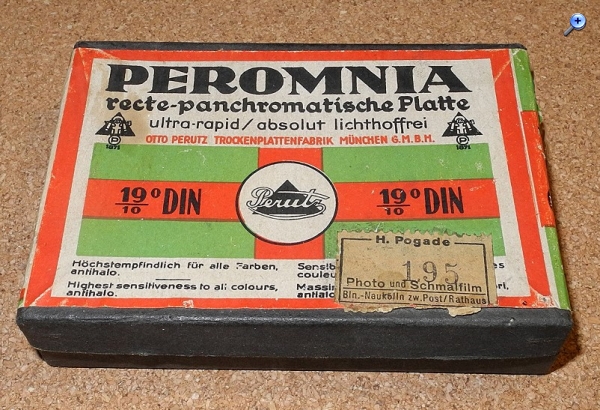 PEROMNIA
recte-panchromatische Platte
ultra-rapid/absolut lichthoffrei
OTTO PERUTZ TROCKENPLATTENFABRIK MÜNCHEN G.M.B.H.
19/10° DIN
Perutz
19/10° DIN
Höchstempfindlich für alle Farben,
antihalo.
Highest sensitiveness to all colours,
antihalo.
H. Pogade
195
Photo und Schmalfilm
Bln.-Neukölln zw. Post/Rathaus